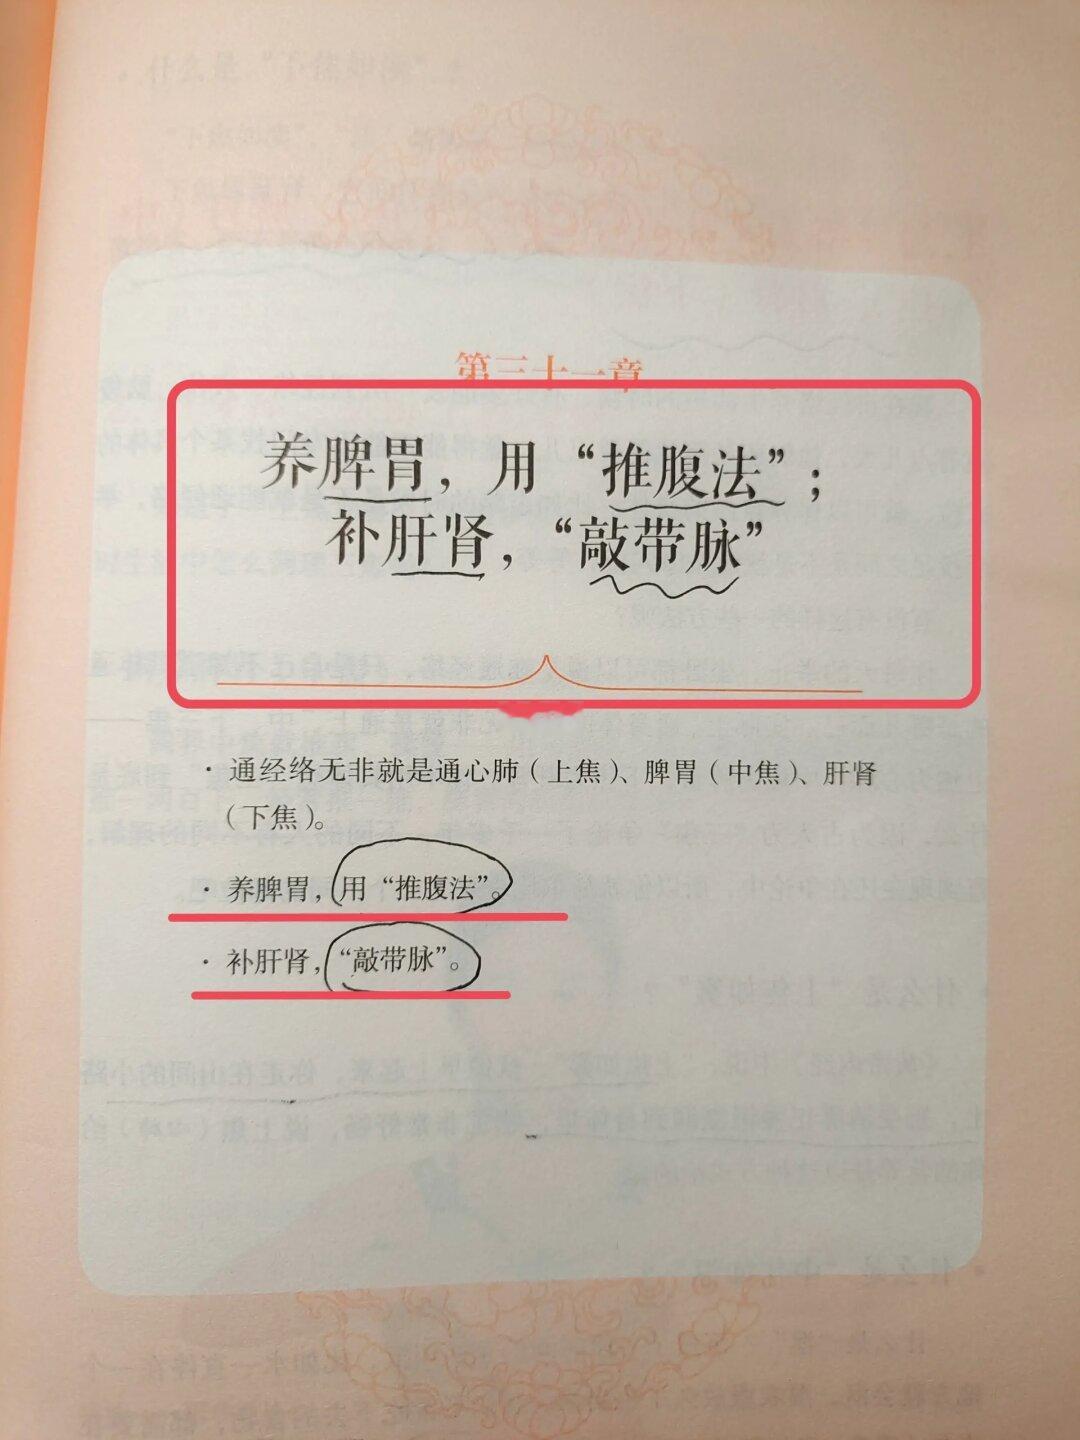 第三十一章
养脾胃，用“推腹法”；
补肝肾，“敲带脉”
·通经络无非就是通心肺（上焦）、脾胃（中焦）、肝肾
（下焦）。
·养脾胃，用“推腹法”。
·补肝肾，“敲带脉”。